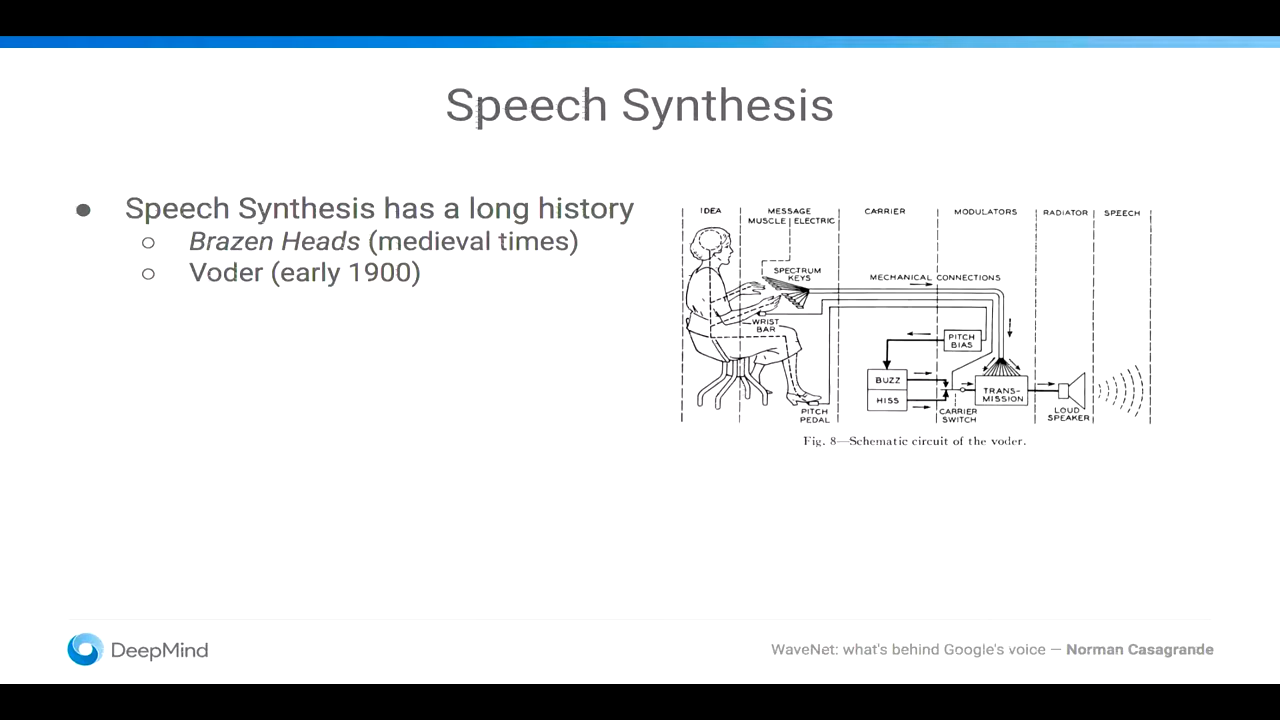 Speech Synthesis
● Speech Synthesis has a long history
○ Brazen Heads (medieval times)
○ Voder (early 1900)
IDEA
MESSAGE
MUSCLE | ELECTRIC
CARRIER
MODULATORS
RADIATOR
SPEECH
SPECTRUM
KEYS
MECHANICAL CONNECTIONS
WRIST
BAR
PITCH
BIAS
BUZZ
HISS
TRANS-
MISSION
PITCH
PEDAL
CARRIER
SWITCH
LOUD
SPEAKER
Fig. 8—Schematic circuit of the voder.
DeepMind
WaveNet: what's behind Google's voice — Norman Casagrande